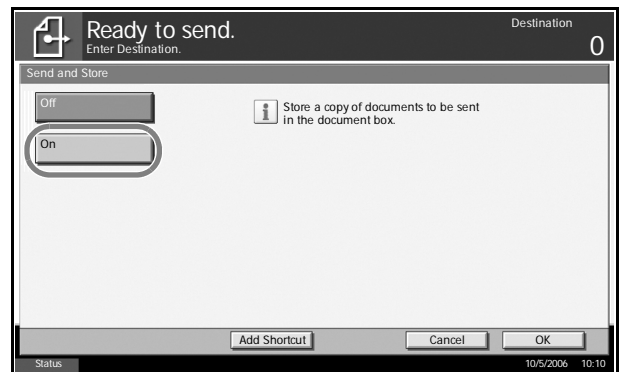 Ready to send.
Destination
Enter Destination.
0
Send and Store
Off
Store a copy of documents to be sent
in the document box.
On
Add Shortcut
Cancel
OK
Status
10/5/2006 10:10